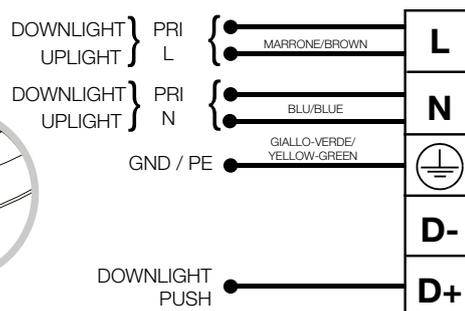 DOWNLIGHT } PRI { MARRONE/BROWN L
UPLIGHT L
DOWNLIGHT } PRI { BLU/BLUE N
UPLIGHT N
GIALLO-VERDE/
YELLOW-GREEN
GND / PE
D-
DOWNLIGHT
PUSH
D+